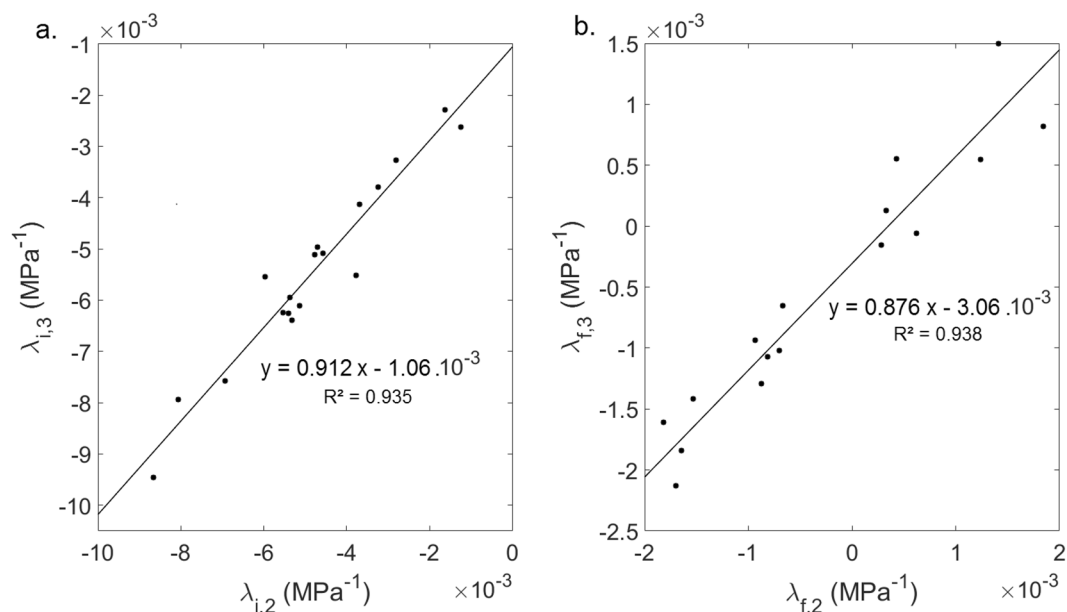 a.
×10⁻³
-1
-2
-3
-4
-5
-6
-7
-8
-9
-10
λi,3 (MPa⁻¹)
y = 0.912 x - 1.06 .10⁻³
R² = 0.935
-10 -8 -6 -4 -2 0
λi,2 (MPa⁻¹) ×10⁻³
b.
×10⁻³
1.5
1
0.5
0
-0.5
-1
-1.5
-2
-2.5
λf,3 (MPa⁻¹)
y = 0.876 x - 3.06 .10⁻³
R² = 0.938
-2 -1 0 1 2
λf,2 (MPa⁻¹) ×10⁻³